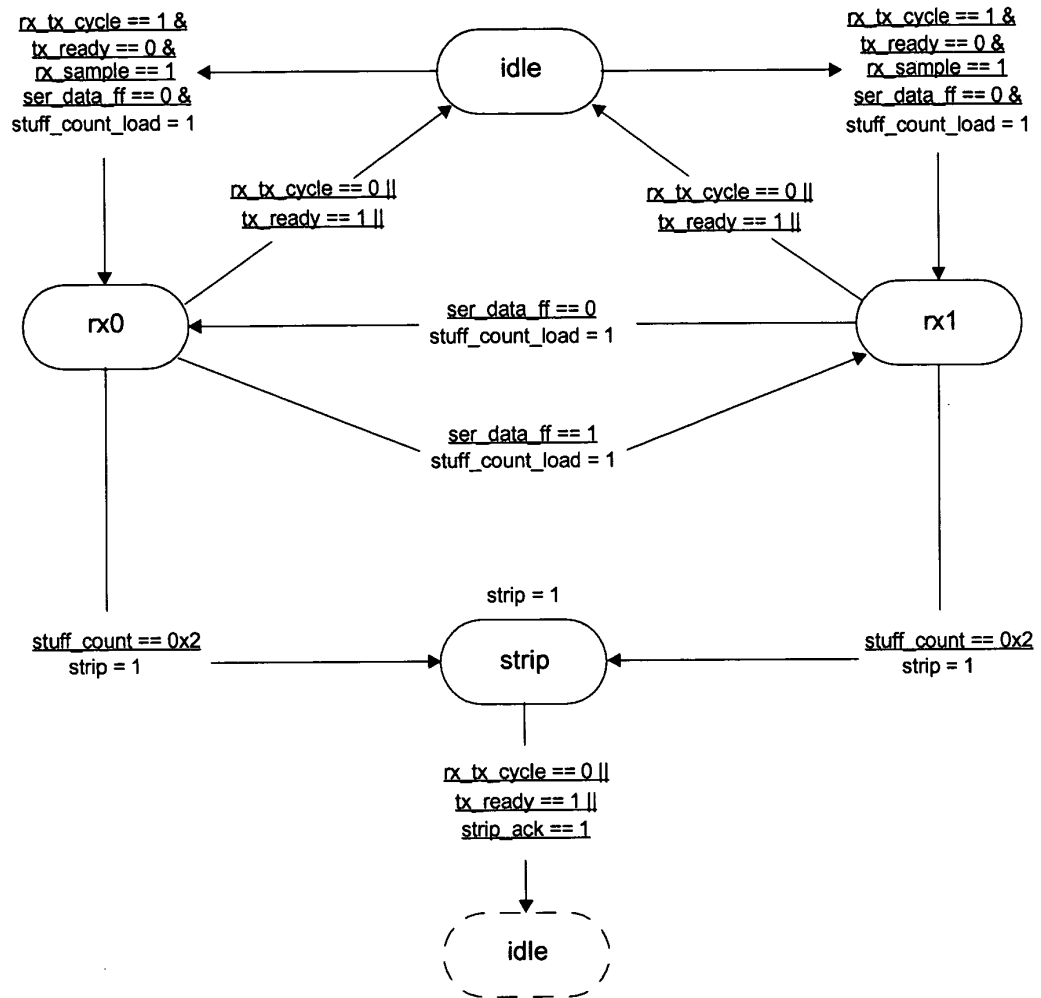 rx_tx_cycle == 1 &
tx_ready == 0 &
rx_sample == 1
ser_data_ff == 0 &
stuff_count_load = 1
idle
rx_tx_cycle == 1 &
tx_ready == 0 &
rx_sample == 1
ser_data_ff == 0 &
stuff_count_load = 1
rx_tx_cycle == 0 ||
tx_ready == 1 ||
rx_tx_cycle == 0 ||
tx_ready == 1 ||
rx0
ser_data_ff == 0
stuff_count_load = 1
rx1
ser_data_ff == 1
stuff_count_load = 1
stuff_count == 0x2
strip = 1
strip = 1
strip
stuff_count == 0x2
strip = 1
rx_tx_cycle == 0 ||
tx_ready == 1 ||
strip_ack == 1
idle